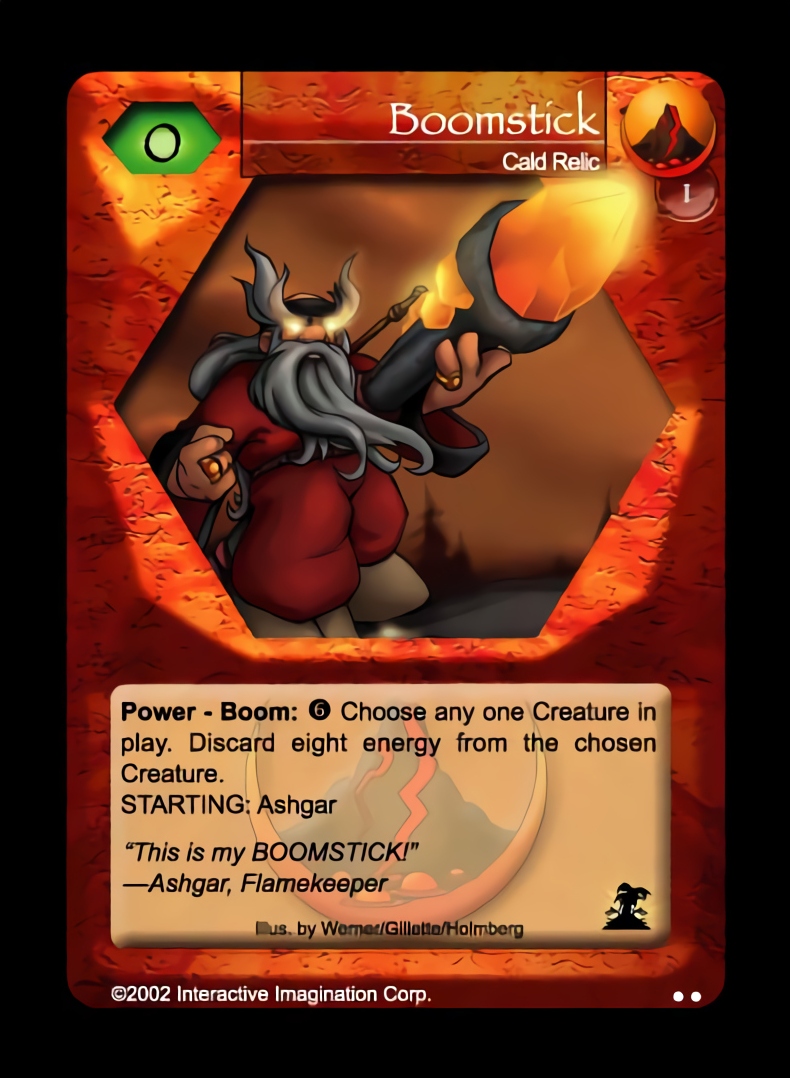 0
Boomstick
Cald Relic
1
Power - Boom: ❻ Choose any one Creature in
play. Discard eight energy from the chosen
Creature.
STARTING: Ashgar
“This is my BOOMSTICK!”
—Ashgar, Flamekeeper
Illus. by Werner/Gillette/Holmberg
©2002 Interactive Imagination Corp.